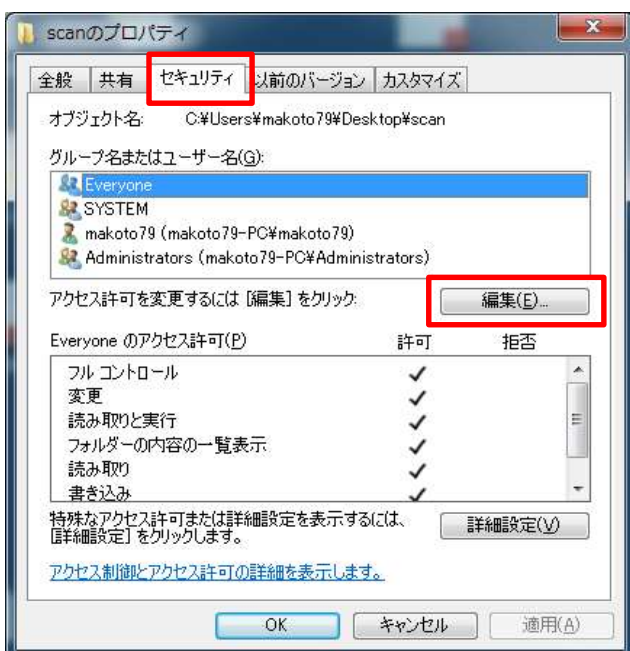 scanのプロパティ
全般 共有 セキュリティ 以前のバージョン カスタマイズ
オブジェクト名: C:¥Users¥makoto79¥Desktop¥scan
グループ名またはユーザー名(G):
Everyone
SYSTEM
makoto79 (makoto79-PC¥makoto79)
Administrators (makoto79-PC¥Administrators)
アクセス許可を変更するには [編集] をクリック: 編集(E)...
Everyone のアクセス許可(P) 許可 拒否
フル コントロール
変更
読み取りと実行
フォルダーの内容の一覧表示
読み取り
書き込み
特殊なアクセス許可または詳細設定を表示するには、 詳細設定(V)
[詳細設定] をクリックします。
アクセス制御とアクセス許可の詳細を表示します。
OK キャンセル 適用(A)